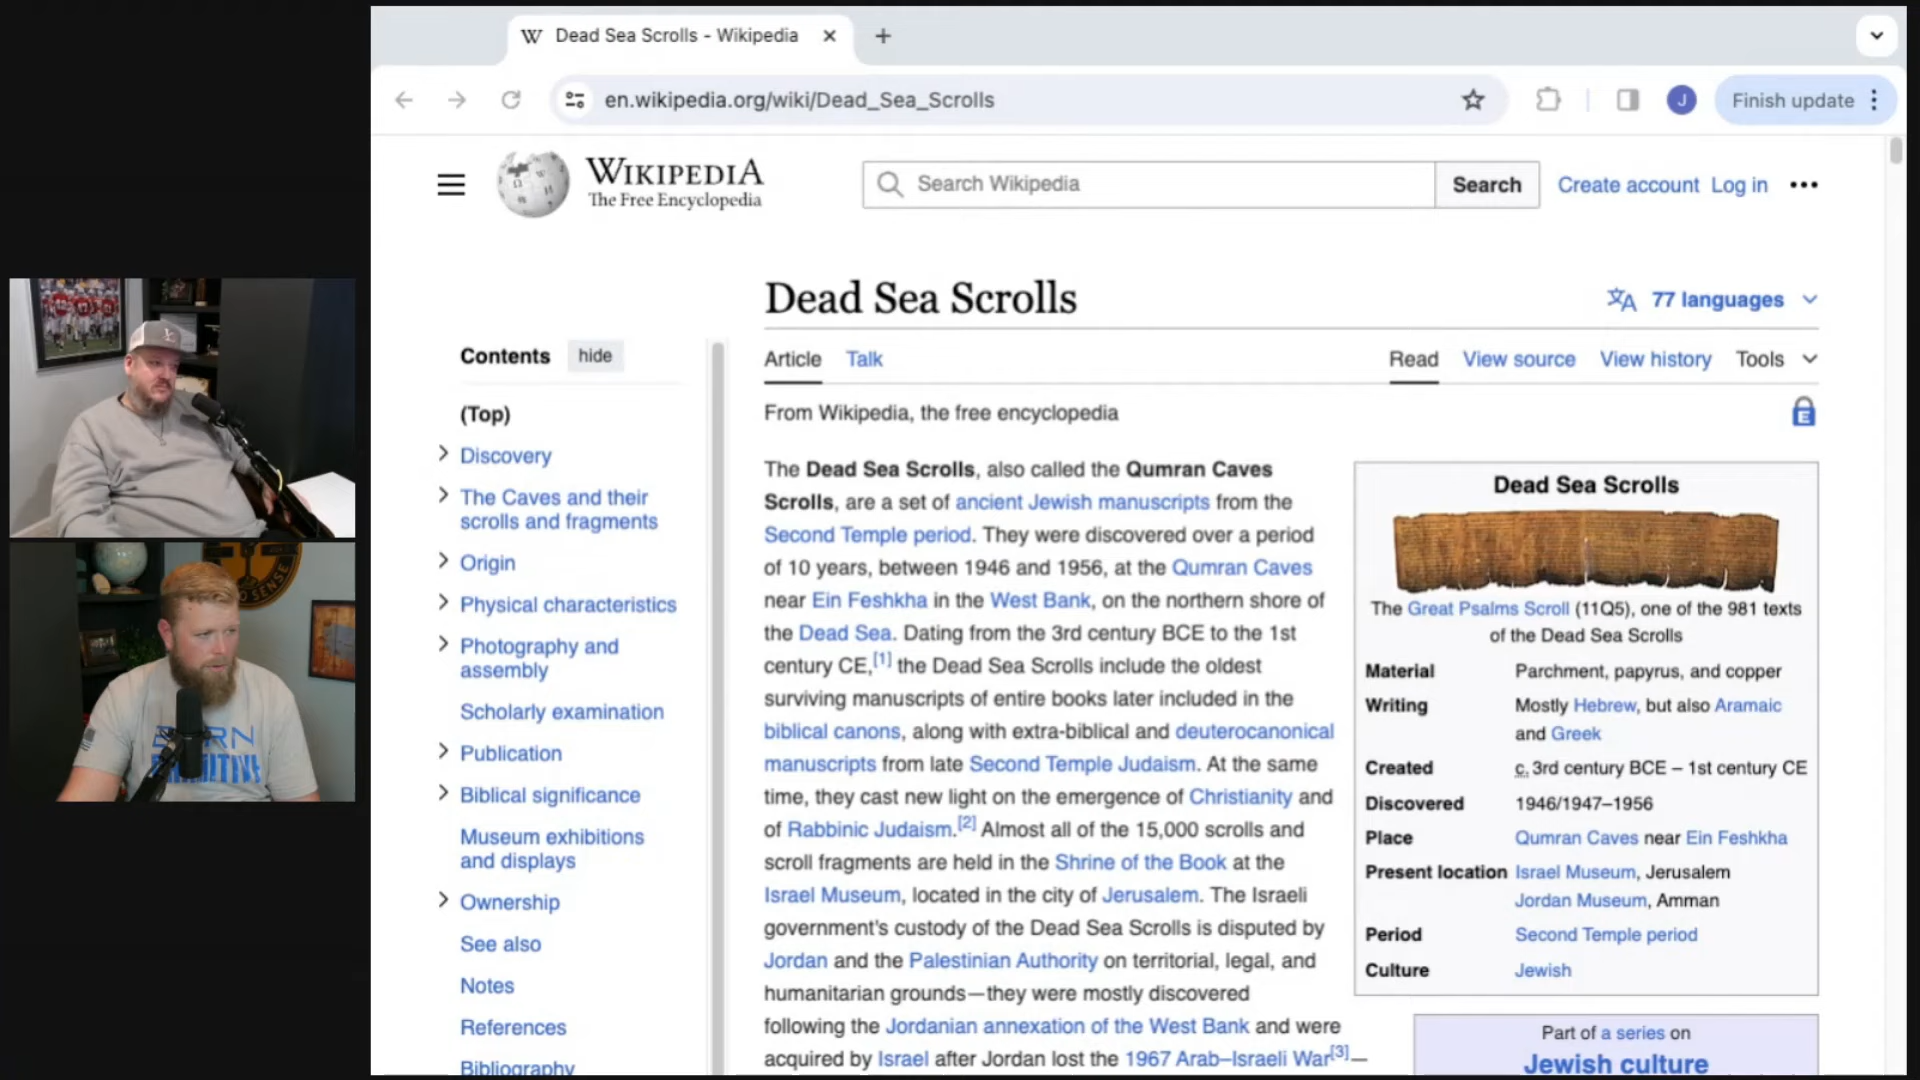 Dead Sea Scrolls - Wikipedia
en.wikipedia.org/wiki/Dead_Sea_Scrolls
J
Finish update
WIKIPEDIA
The Free Encyclopedia
Search Wikipedia
Search
Create account
Log in
Dead Sea Scrolls
77 languages
Article
Talk
Read
View source
View history
Tools
From Wikipedia, the free encyclopedia
Contents
hide
(Top)
Discovery
The Caves and their
scrolls and fragments
Origin
Physical characteristics
Photography and
assembly
Scholarly examination
Publication
Biblical significance
Museum exhibitions
and displays
Ownership
See also
Notes
References
Bibliography
The Dead Sea Scrolls, also called the Qumran Caves
Scrolls, are a set of ancient Jewish manuscripts from the
Second Temple period. They were discovered over a period
of 10 years, between 1946 and 1956, at the Qumran Caves
near Ein Feshkha in the West Bank, on the northern shore of
the Dead Sea. Dating from the 3rd century BCE to the 1st
century CE,[1] the Dead Sea Scrolls include the oldest
surviving manuscripts of entire books later included in the
biblical canons, along with extra-biblical and deuterocanonical
manuscripts from late Second Temple Judaism. At the same
time, they cast new light on the emergence of Christianity and
of Rabbinic Judaism.[2] Almost all of the 15,000 scrolls and
scroll fragments are held in the Shrine of the Book at the
Israel Museum, located in the city of Jerusalem. The Israeli
government's custody of the Dead Sea Scrolls is disputed by
Jordan and the Palestinian Authority on territorial, legal, and
humanitarian grounds—they were mostly discovered
following the Jordanian annexation of the West Bank and were
acquired by Israel after Jordan lost the 1967 Arab–Israeli War[3]—
Dead Sea Scrolls
The Great Psalms Scroll (11Q5), one of the 981 texts
of the Dead Sea Scrolls
Material Parchment, papyrus, and copper
Writing Mostly Hebrew, but also Aramaic
and Greek
Created c. 3rd century BCE – 1st century CE
Discovered 1946/1947–1956
Place Qumran Caves near Ein Feshkha
Present location Israel Museum, Jerusalem
Jordan Museum, Amman
Period Second Temple period
Culture Jewish
Part of a series on
Jewish culture